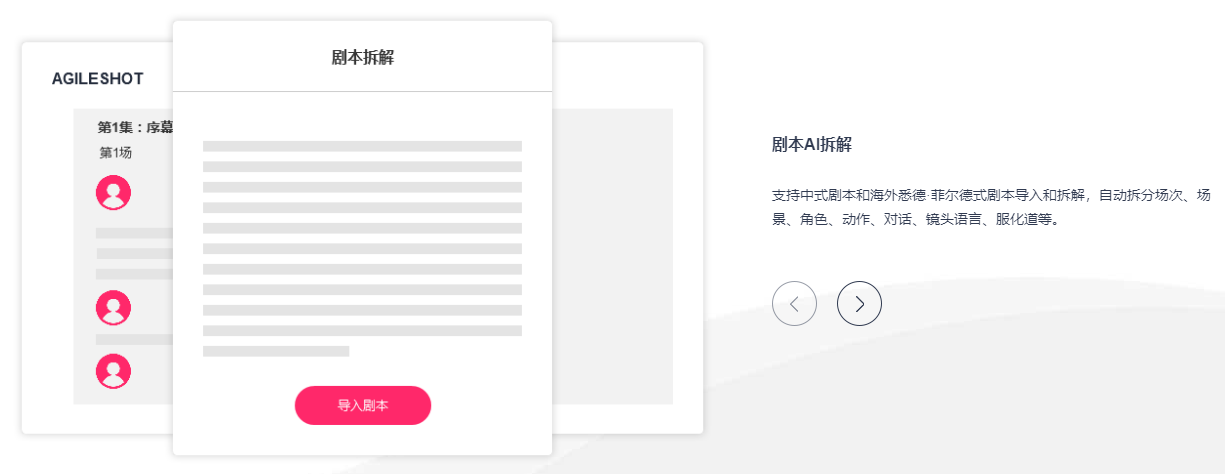 剧本拆解
AGILESHOT
第1集：序幕
第1场
导入剧本
剧本AI拆解
支持中式剧本和海外悉德·菲尔德式剧本导入和拆解，自动拆分场次、场
景、角色、动作、对话、镜头语言、服化道等。